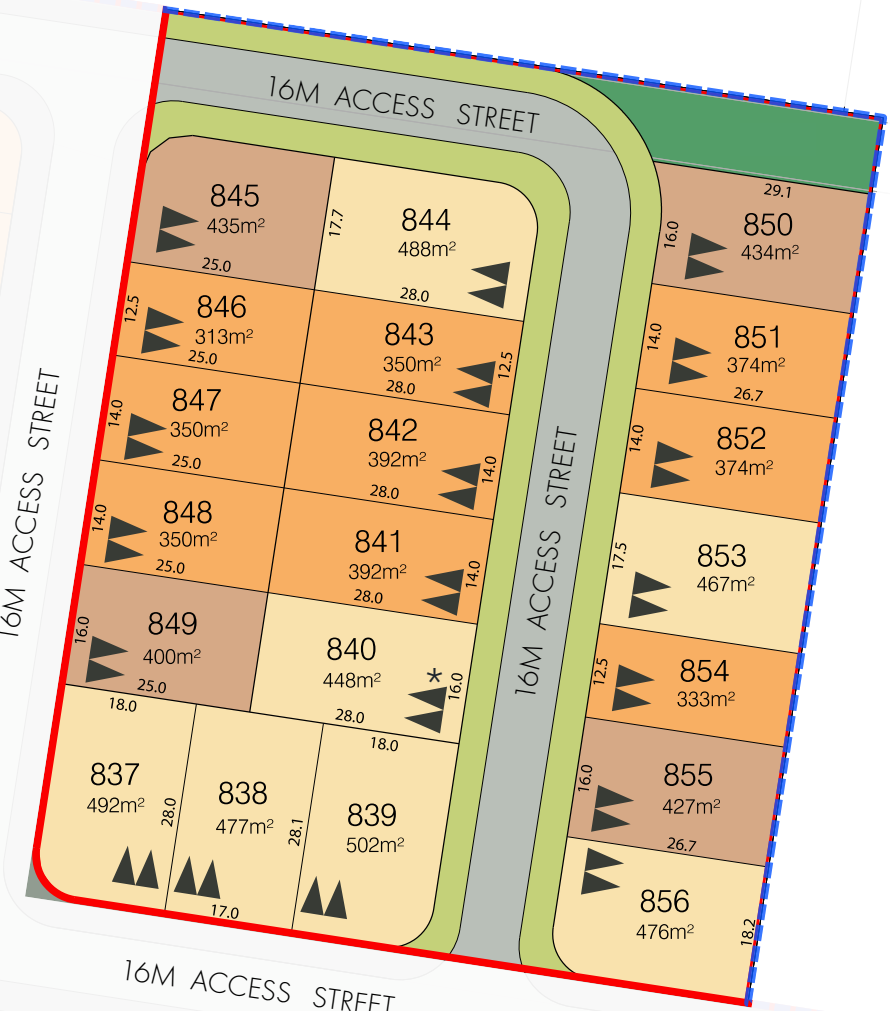 16M ACCESS STREET
845
435m²
25.0
17.7
844
488m²
28.0
29.1
16.0
850
434m²
12.5
846
313m²
25.0
843
350m²
28.0
12.5
14.0
851
374m²
26.7
14.0
847
350m²
25.0
842
392m²
28.0
14.0
14.0
852
374m²
14.0
848
350m²
25.0
841
392m²
28.0
14.0
17.5
853
467m²
16M ACCESS STREET
16M ACCESS STREET
16.0
849
400m²
25.0
840
448m²
*
28.0
16.0
12.5
854
333m²
18.0
837
492m²
28.0
838
477m²
17.0
28.1
18.0
839
502m²
16.0
855
427m²
26.7
856
476m²
18.2
16M ACCESS STREET